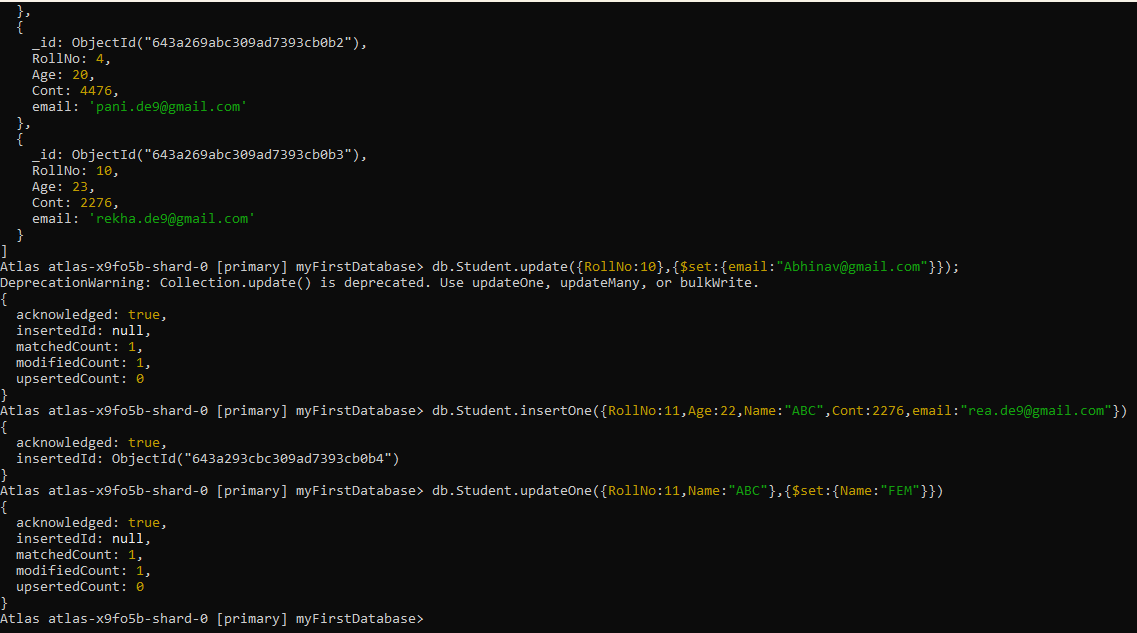 },
  {
    _id: ObjectId("643a269abc309ad7393cb0b2"),
    RollNo: 4,
    Age: 20,
    Cont: 4476,
    email: 'pani.de9@gmail.com'
  },
  {
    _id: ObjectId("643a269abc309ad7393cb0b3"),
    RollNo: 10,
    Age: 23,
    Cont: 2276,
    email: 'rekha.de9@gmail.com'
  }
]
Atlas atlas-x9fo5b-shard-0 [primary] myFirstDatabase> db.Student.update({RollNo:10},{$set:{email:"Abhinav@gmail.com"}});
DeprecationWarning: Collection.update() is deprecated. Use updateOne, updateMany, or bulkWrite.
{
  acknowledged: true,
  insertedId: null,
  matchedCount: 1,
  modifiedCount: 1,
  upsertedCount: 0
}
Atlas atlas-x9fo5b-shard-0 [primary] myFirstDatabase> db.Student.insertOne({RollNo:11,Age:22,Name:"ABC",Cont:2276,email:"rea.de9@gmail.com"})
{
  acknowledged: true,
  insertedId: ObjectId("643a293cbc309ad7393cb0b4")
}
Atlas atlas-x9fo5b-shard-0 [primary] myFirstDatabase> db.Student.updateOne({RollNo:11,Name:"ABC"},{$set:{Name:"FEM"}})
{
  acknowledged: true,
  insertedId: null,
  matchedCount: 1,
  modifiedCount: 1,
  upsertedCount: 0
}
Atlas atlas-x9fo5b-shard-0 [primary] myFirstDatabase>